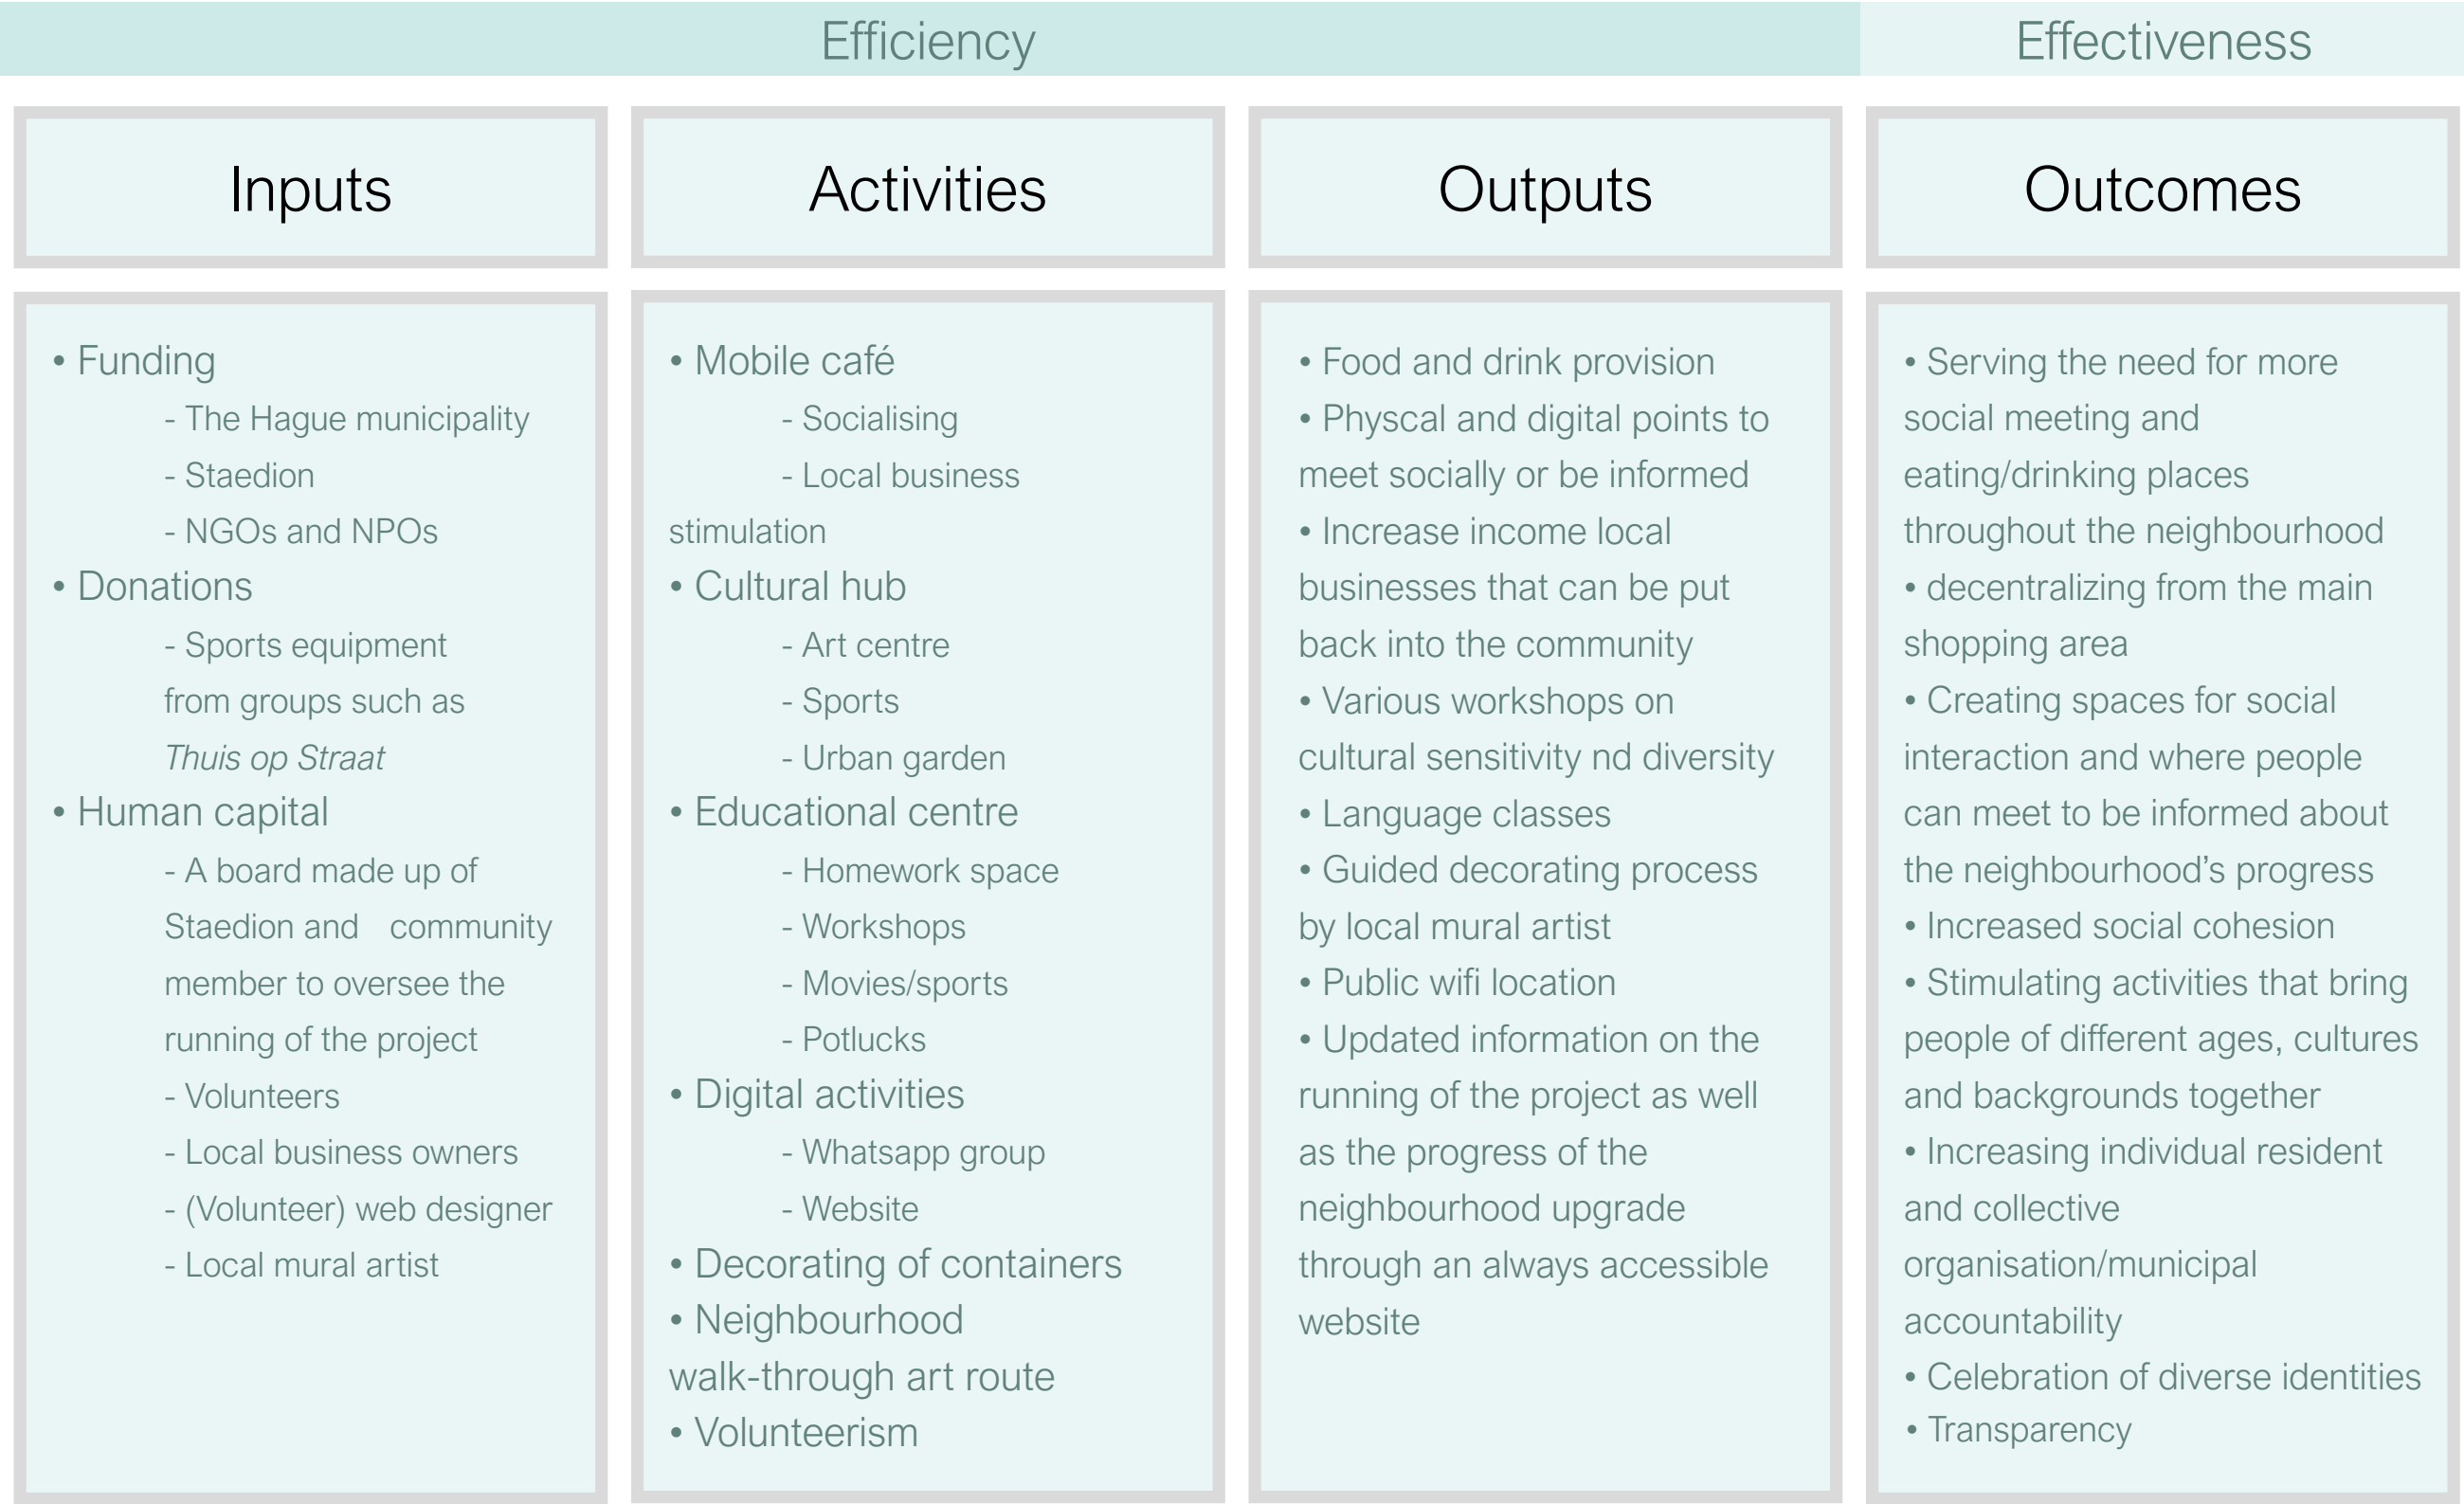 Efficiency
Effectiveness
Inputs
Activities
Outputs
Outcomes
• Funding
- The Hague municipality
- Staedion
- NGOs and NPOs
• Donations
- Sports equipment
from groups such as
Thuis op Straat
• Human capital
- A board made up of
Staedion and community
member to oversee the
running of the project
- Volunteers
- Local business owners
- (Volunteer) web designer
- Local mural artist
• Mobile café
- Socialising
- Local business
stimulation
• Cultural hub
- Art centre
- Sports
- Urban garden
• Educational centre
- Homework space
- Workshops
- Movies/sports
- Potlucks
• Digital activities
- Whatsapp group
- Website
• Decorating of containers
• Neighbourhood
walk-through art route
• Volunteerism
• Food and drink provision
• Physcal and digital points to
meet socially or be informed
• Increase income local
businesses that can be put
back into the community
• Various workshops on
cultural sensitivity nd diversity
• Language classes
• Guided decorating process
by local mural artist
• Public wifi location
• Updated information on the
running of the project as well
as the progress of the
neighbourhood upgrade
through an always accessible
website
• Serving the need for more
social meeting and
eating/drinking places
throughout the neighbourhood
• decentralizing from the main
shopping area
• Creating spaces for social
interaction and where people
can meet to be informed about
the neighbourhood’s progress
• Increased social cohesion
• Stimulating activities that bring
people of different ages, cultures
and backgrounds together
• Increasing individual resident
and collective
organisation/municipal
accountability
• Celebration of diverse identities
• Transparency